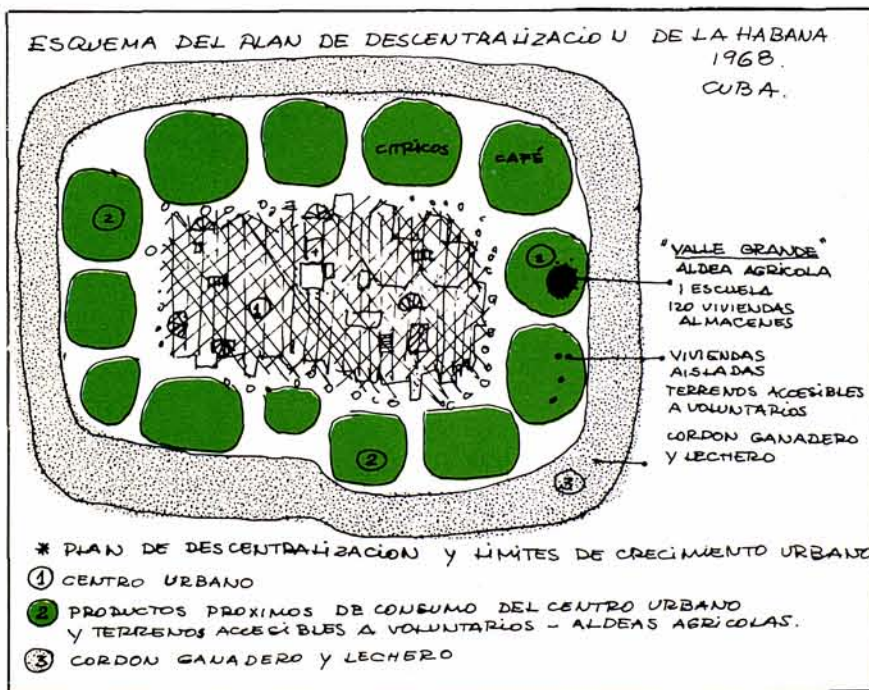 ESQUEMA DEL PLAN DE DESCENTRALIZACION DE LA HABANA
1968.
CUBA.
CITRICOS
CAFÉ
2
2
1
2
3
"VALLE GRANDE"
ALDEA AGRICOLA
1 ESCUELA
120 VIVIENDAS
ALMACENES
VIVIENDAS
AISLADAS
TERRENOS ACCESIBLES
A VOLUNTARIOS
CORDON GANADERO
Y LECHERO
* PLAN DE DESCENTRALIZACION Y LIMITES DE CRECIMIENTO URBANO
1 CENTRO URBANO
2 PRODUCTOS PROXIMOS DE CONSUMO DEL CENTRO URBANO
Y TERRENOS ACCESIBLES A VOLUNTARIOS - ALDEAS AGRICOLAS.
3 CORDON GANADERO Y LECHERO